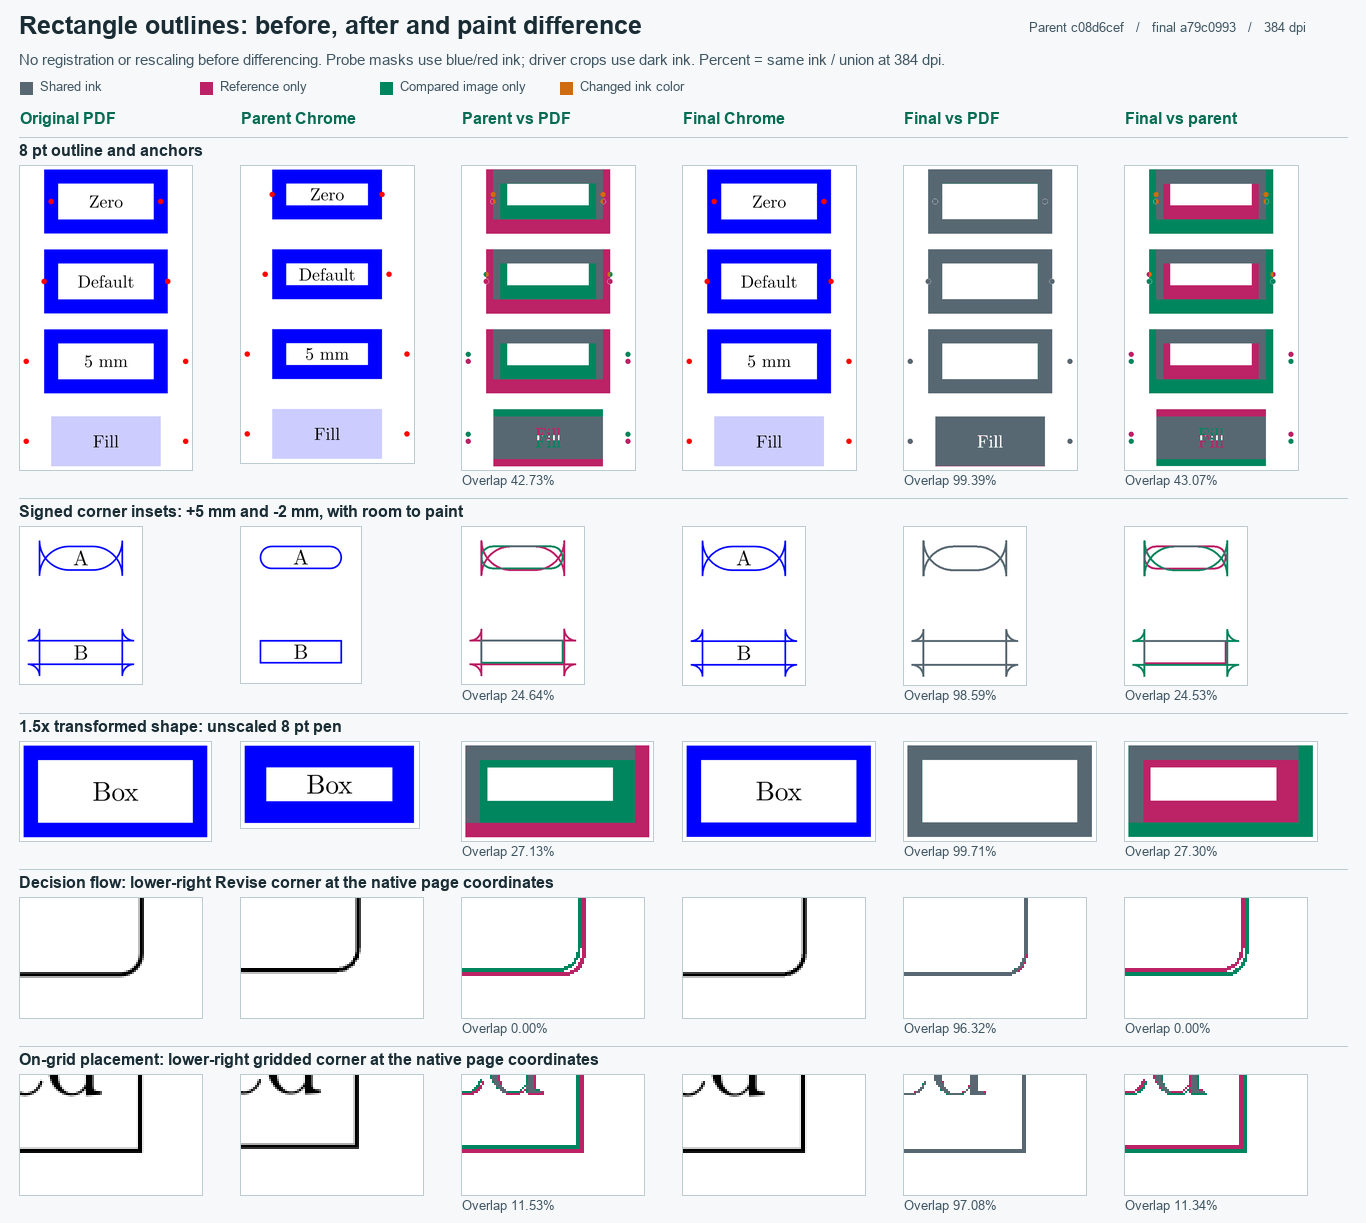 Rectangle outlines: before, after and paint difference
Parent c08d6cef / final a79c0993 / 384 dpi
No registration or rescaling before differencing. Probe masks use blue/red ink; driver crops use dark ink. Percent = same ink / union at 384 dpi.
Shared ink Reference only Compared image only Changed ink color
Original PDF Parent Chrome Parent vs PDF Final Chrome Final vs PDF Final vs parent
8 pt outline and anchors
Zero Zero Zero
Default Default Default
5 mm 5 mm 5 mm
Fill Fill Fill Fill Fill Fill
Overlap 42.73% Overlap 99.39% Overlap 43.07%
Signed corner insets: +5 mm and -2 mm, with room to paint
A A A
B B B
Overlap 24.64% Overlap 98.59% Overlap 24.53%
1.5x transformed shape: unscaled 8 pt pen
Box Box Box
Overlap 27.13% Overlap 99.71% Overlap 27.30%
Decision flow: lower-right Revise corner at the native page coordinates
Overlap 0.00% Overlap 96.32% Overlap 0.00%
On-grid placement: lower-right gridded corner at the native page coordinates
Overlap 11.53% Overlap 97.08% Overlap 11.34%